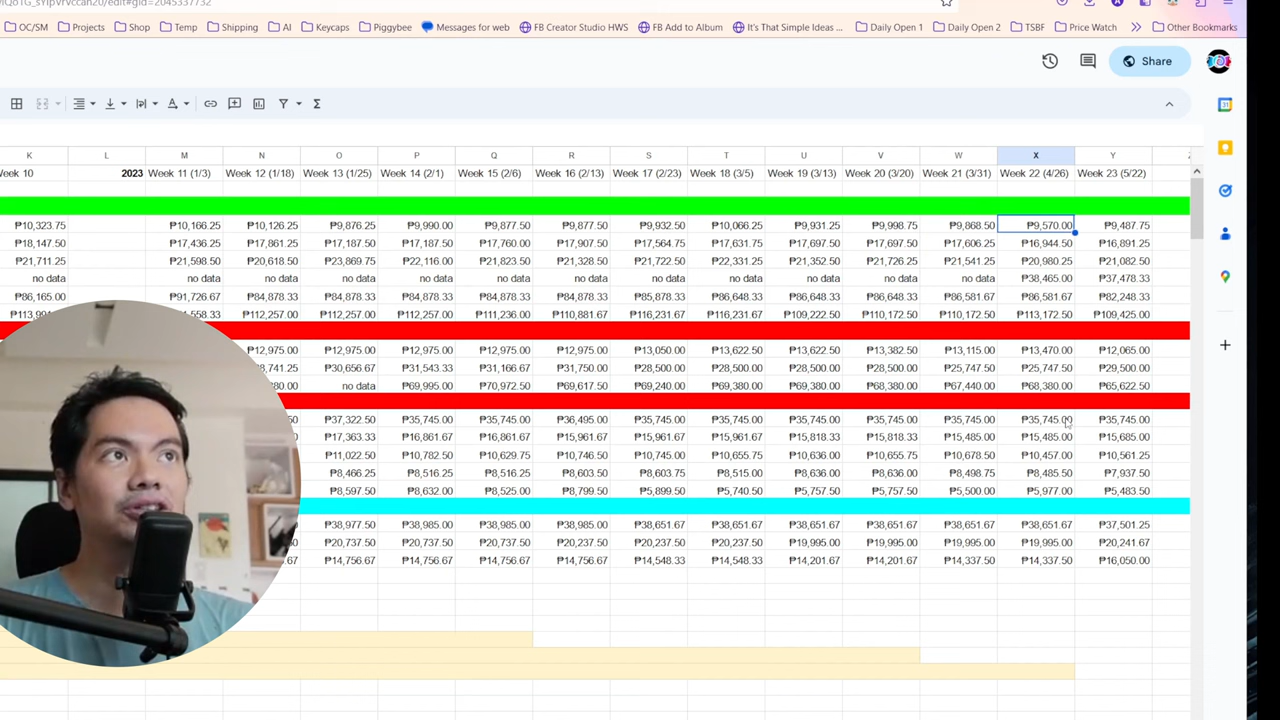 OC/SM Projects Shop Temp Shipping AI Keycaps Piggybee Messages for web FB Creator Studio HWS FB Add to Album It's That Simple Ideas ... Daily Open 1 Daily Open 2 TSBF Price Watch Other Bookmarks
Share
K L M N O P Q R S T U V W X Y
10 2023 Week 11 (1/3) Week 12 (1/18) Week 13 (1/25) Week 14 (2/1) Week 15 (2/6) Week 16 (2/13) Week 17 (2/23) Week 18 (3/5) Week 19 (3/13) Week 20 (3/20) Week 21 (3/31) Week 22 (4/26) Week 23 (5/22)
₱10,323.75 ₱10,166.25 ₱10,126.25 ₱9,876.25 ₱9,990.00 ₱9,877.50 ₱9,877.50 ₱9,932.50 ₱10,066.25 ₱9,931.25 ₱9,998.75 ₱9,868.50 ₱9,570.00 ₱9,487.75
₱18,147.50 ₱17,436.25 ₱17,861.25 ₱17,187.50 ₱17,187.50 ₱17,760.00 ₱17,907.50 ₱17,564.75 ₱17,631.75 ₱17,697.50 ₱17,697.50 ₱17,606.25 ₱16,944.50 ₱16,891.25
₱21,711.25 ₱21,598.50 ₱20,618.50 ₱23,869.75 ₱22,116.00 ₱21,823.50 ₱21,328.50 ₱21,722.50 ₱22,331.25 ₱21,352.50 ₱21,726.25 ₱21,541.25 ₱20,980.25 ₱21,082.50
no data no data no data no data no data no data no data no data no data no data no data no data ₱38,465.00 ₱37,478.33
₱86,165.00 ₱91,726.67 ₱84,878.33 ₱84,878.33 ₱84,878.33 ₱84,878.33 ₱84,878.33 ₱85,878.33 ₱86,648.33 ₱86,648.33 ₱86,648.33 ₱86,581.67 ₱86,581.67 ₱82,248.33
₱112,257.00 ₱112,257.00 ₱112,257.00 ₱111,236.00 ₱110,881.67 ₱116,231.67 ₱116,231.67 ₱109,222.50 ₱110,172.50 ₱110,172.50 ₱113,172.50 ₱109,425.00
₱12,975.00 ₱12,975.00 ₱12,975.00 ₱12,975.00 ₱12,975.00 ₱13,050.00 ₱13,622.50 ₱13,622.50 ₱13,382.50 ₱13,115.00 ₱13,470.00 ₱12,065.00
₱30,656.67 ₱31,543.33 ₱31,166.67 ₱31,750.00 ₱28,500.00 ₱28,500.00 ₱28,500.00 ₱28,500.00 ₱25,747.50 ₱25,747.50 ₱29,500.00
no data ₱69,995.00 ₱70,972.50 ₱69,617.50 ₱69,240.00 ₱69,380.00 ₱69,380.00 ₱68,380.00 ₱67,440.00 ₱68,380.00 ₱65,622.50
₱37,322.50 ₱35,745.00 ₱35,745.00 ₱36,495.00 ₱35,745.00 ₱35,745.00 ₱35,745.00 ₱35,745.00 ₱35,745.00 ₱35,745.00 ₱35,745.00
₱17,363.33 ₱16,861.67 ₱16,861.67 ₱15,961.67 ₱15,961.67 ₱15,961.67 ₱15,818.33 ₱15,818.33 ₱15,485.00 ₱15,485.00 ₱15,685.00
₱11,022.50 ₱10,782.50 ₱10,629.75 ₱10,746.50 ₱10,745.00 ₱10,655.75 ₱10,636.00 ₱10,655.75 ₱10,678.50 ₱10,457.00 ₱10,561.25
₱8,466.25 ₱8,516.25 ₱8,516.25 ₱8,603.50 ₱8,603.75 ₱8,515.00 ₱8,636.00 ₱8,636.00 ₱8,498.75 ₱8,485.50 ₱7,937.50
₱8,597.50 ₱8,632.00 ₱8,525.00 ₱8,799.50 ₱5,899.50 ₱5,740.50 ₱5,757.50 ₱5,757.50 ₱5,500.00 ₱5,977.00 ₱5,483.50
₱38,977.50 ₱38,985.00 ₱38,985.00 ₱38,985.00 ₱38,651.67 ₱38,651.67 ₱38,651.67 ₱38,651.67 ₱38,651.67 ₱38,651.67 ₱37,501.25
₱20,737.50 ₱20,737.50 ₱20,737.50 ₱20,237.50 ₱20,237.50 ₱20,237.50 ₱19,995.00 ₱19,995.00 ₱19,995.00 ₱19,995.00 ₱20,241.67
₱14,756.67 ₱14,756.67 ₱14,756.67 ₱14,756.67 ₱14,548.33 ₱14,548.33 ₱14,201.67 ₱14,201.67 ₱14,337.50 ₱14,337.50 ₱16,050.00